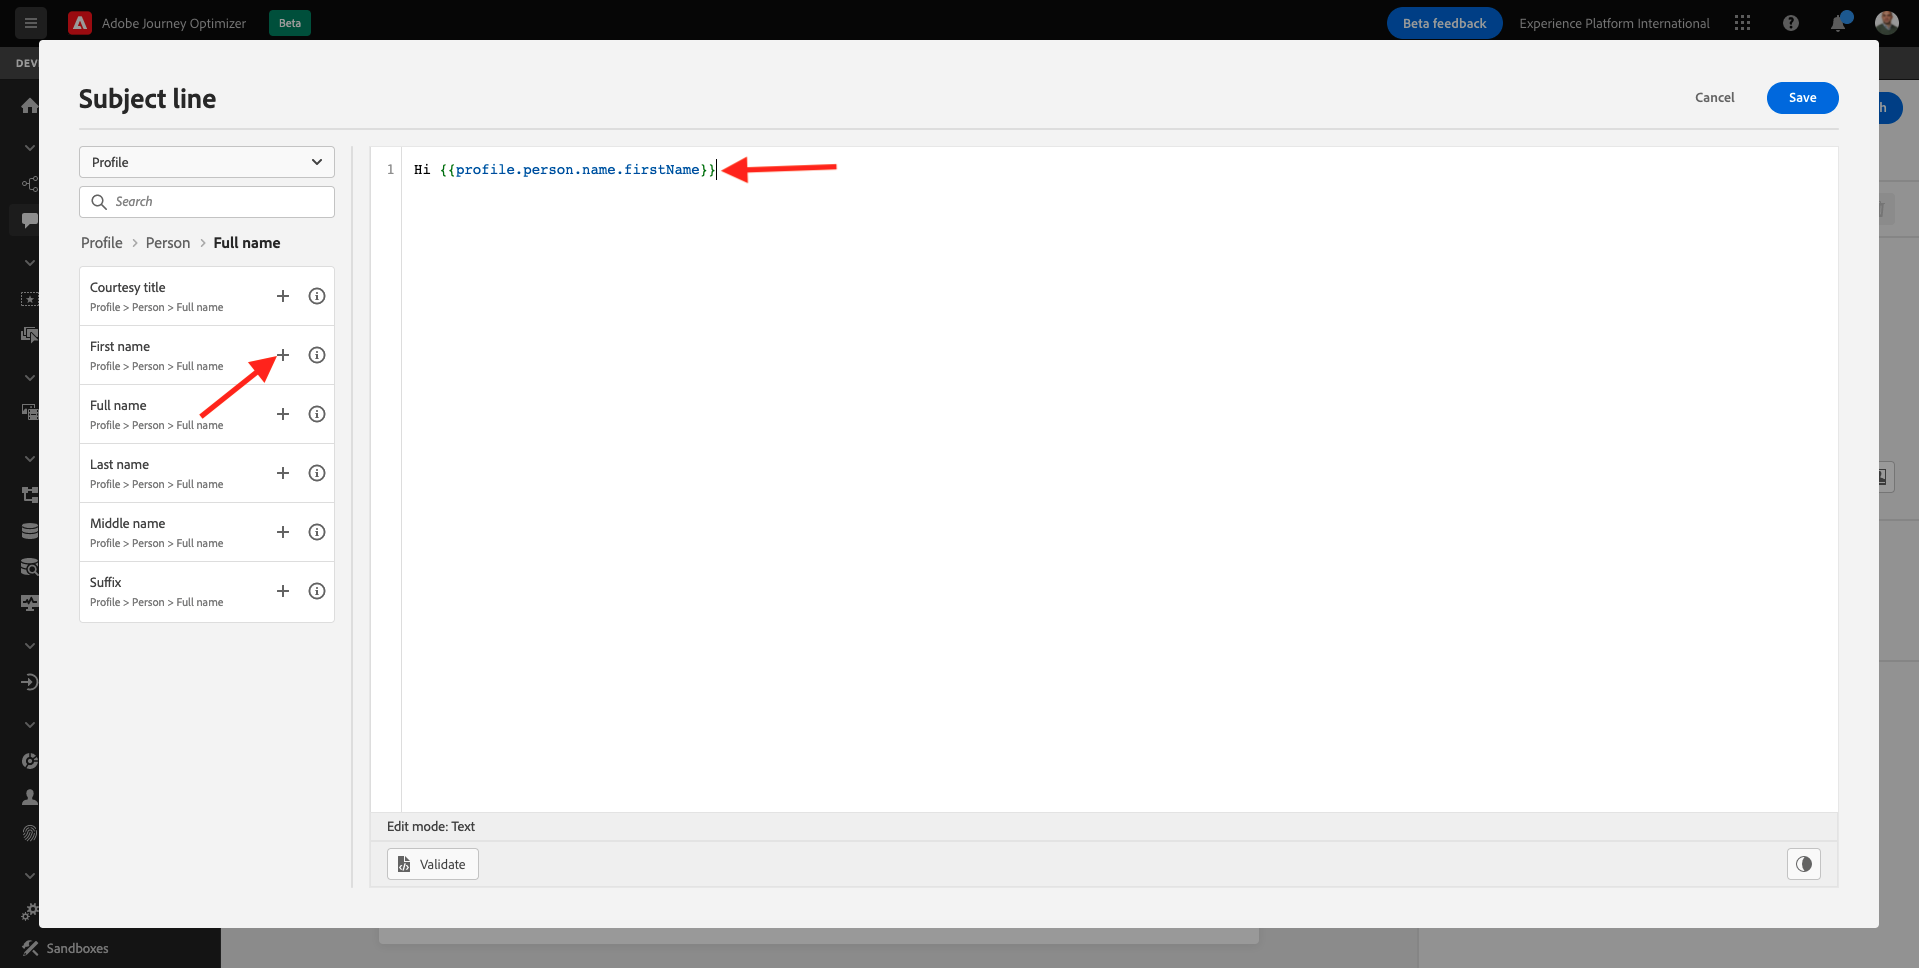 Adobe Journey Optimizer
Beta
Beta feedback
Experience Platform International
DEV
Subject line
Cancel
Save
Profile
Search
Profile > Person > Full name
Courtesy title
Profile > Person > Full name
First name
Profile > Person > Full name
Full name
Profile > Person > Full name
Last name
Profile > Person > Full name
Middle name
Profile > Person > Full name
Suffix
Profile > Person > Full name
1 Hi {{profile.person.name.firstName}}
Edit mode: Text
Validate
Sandboxes